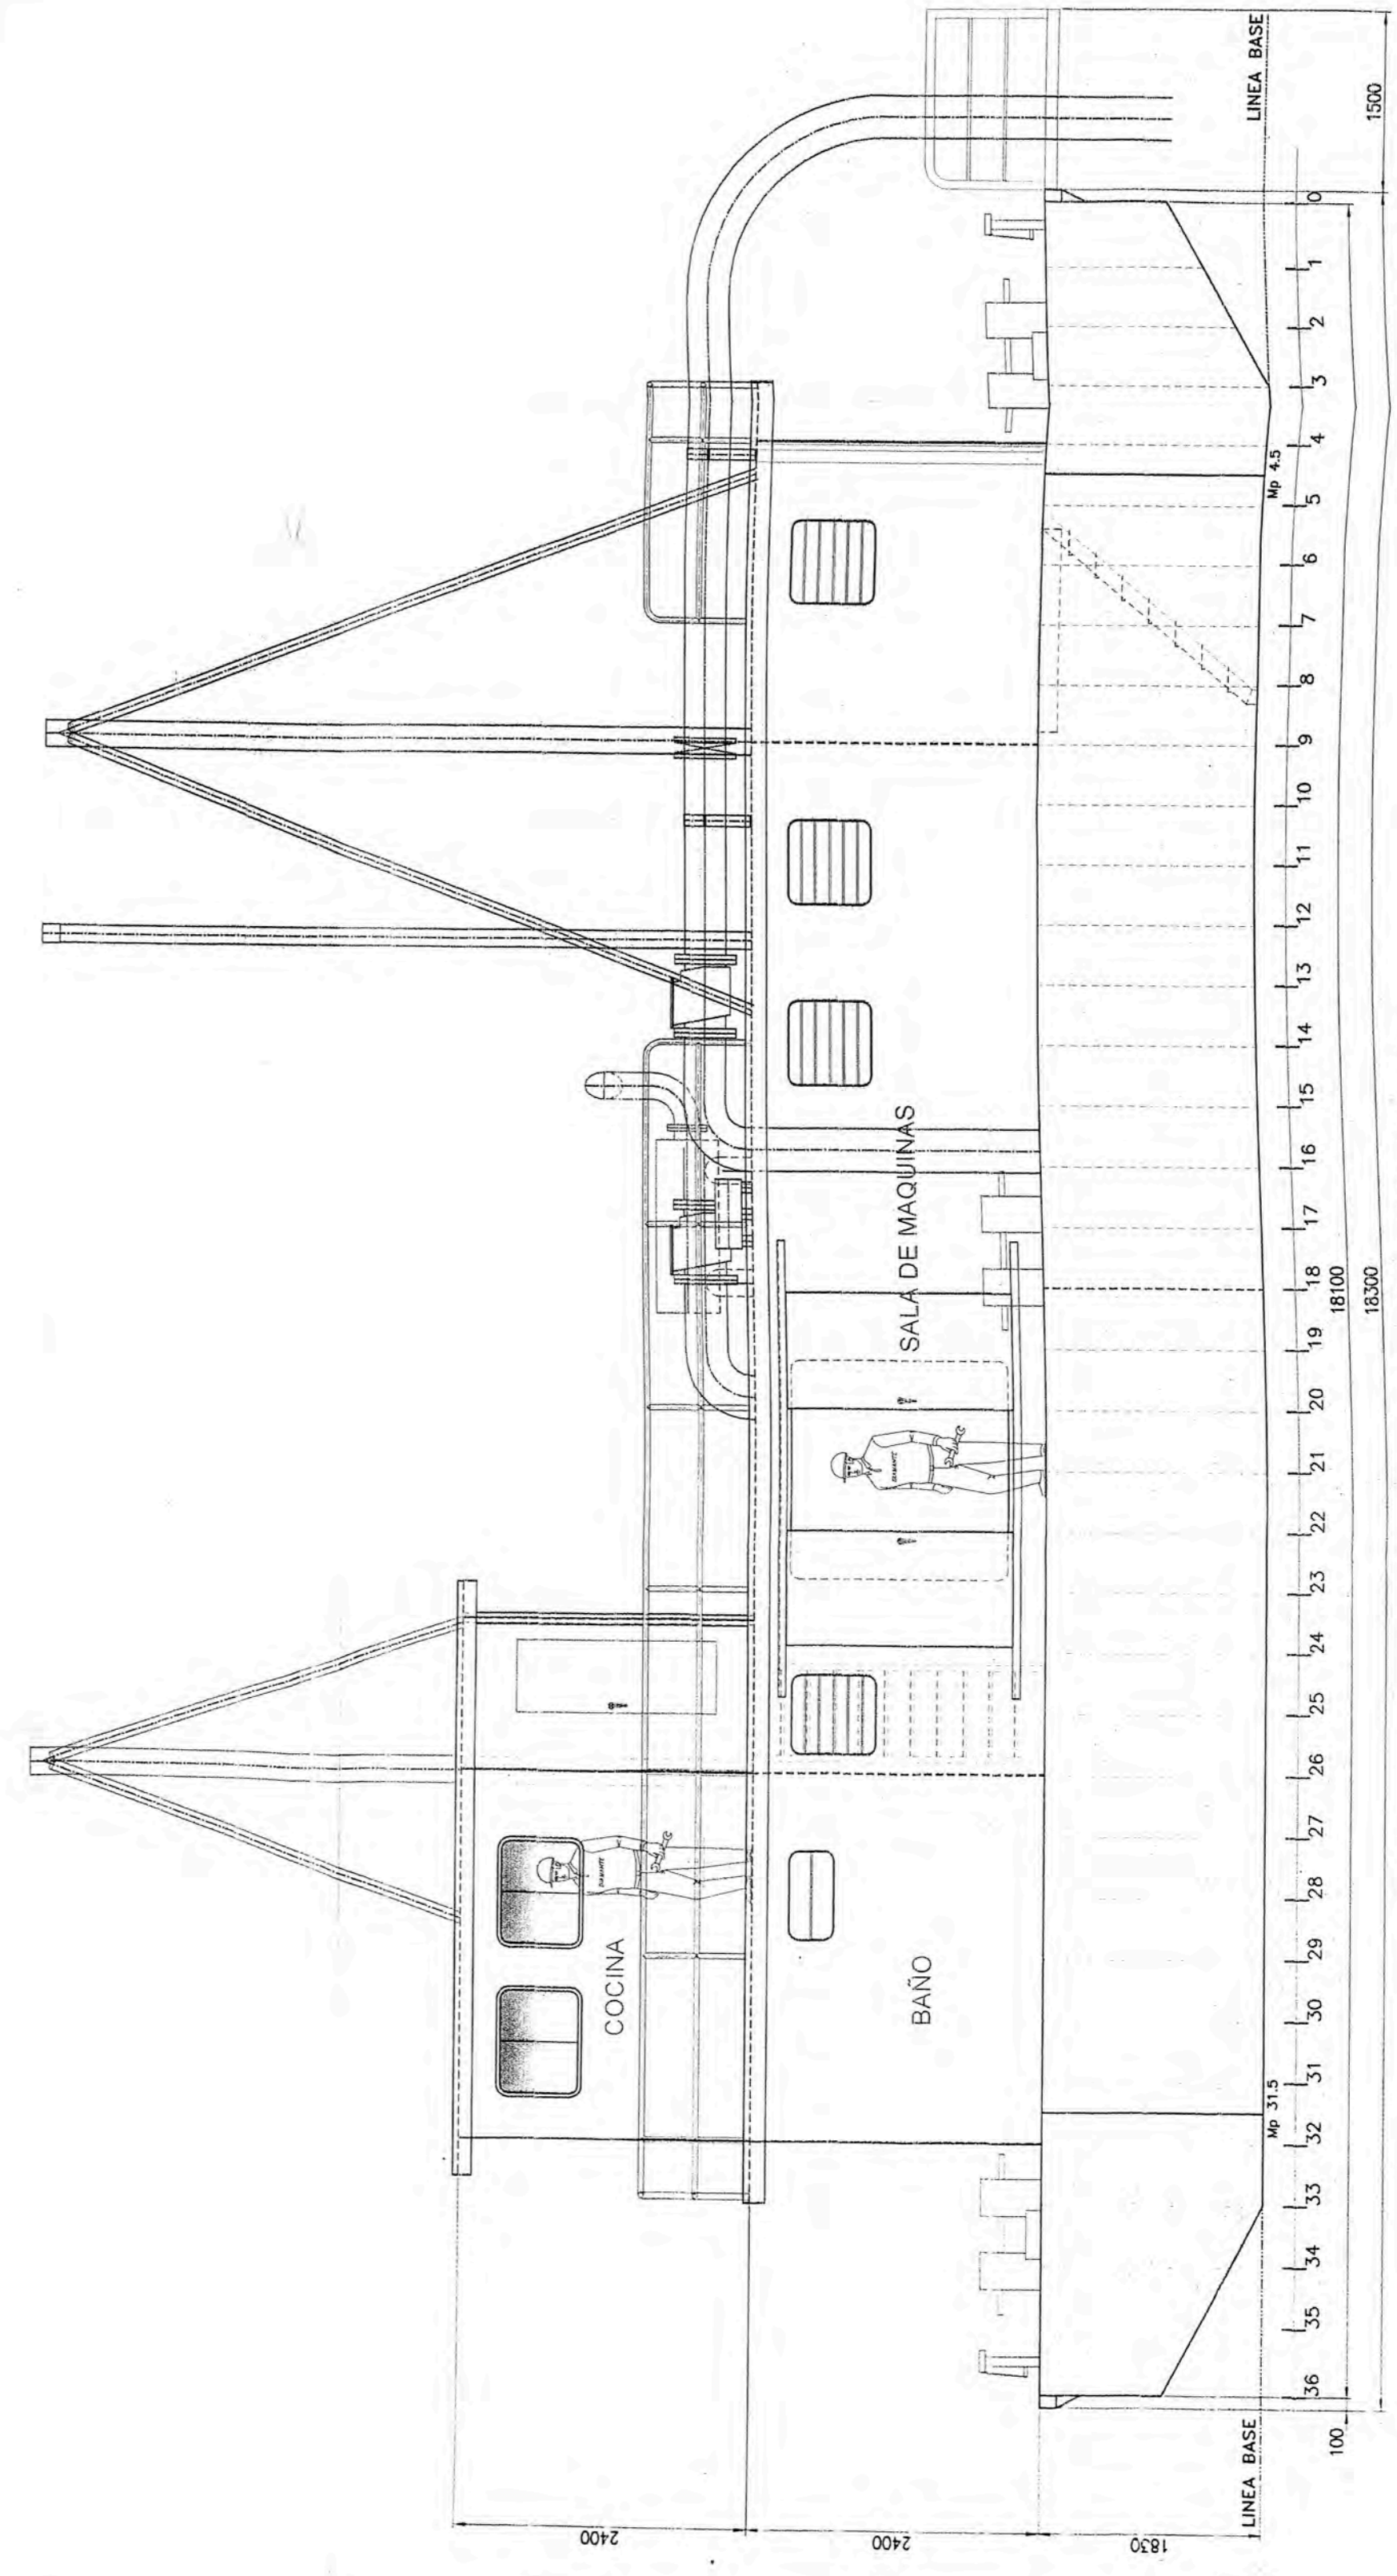 COCINA
DIAMANTE
2400
BAÑO
SALA DE MAQUINAS
DIAMANTE
2400
1830
LINEA BASE
LINEA BASE
Mp 31.5
Mp 4.5
36 35 34 33 32 31 30 29 28 27 26 25 24 23 22 21 20 19 18 17 16 15 14 13 12 11 10 9 8 7 6 5 4 3 2 1 0
100
18100
18300
1500